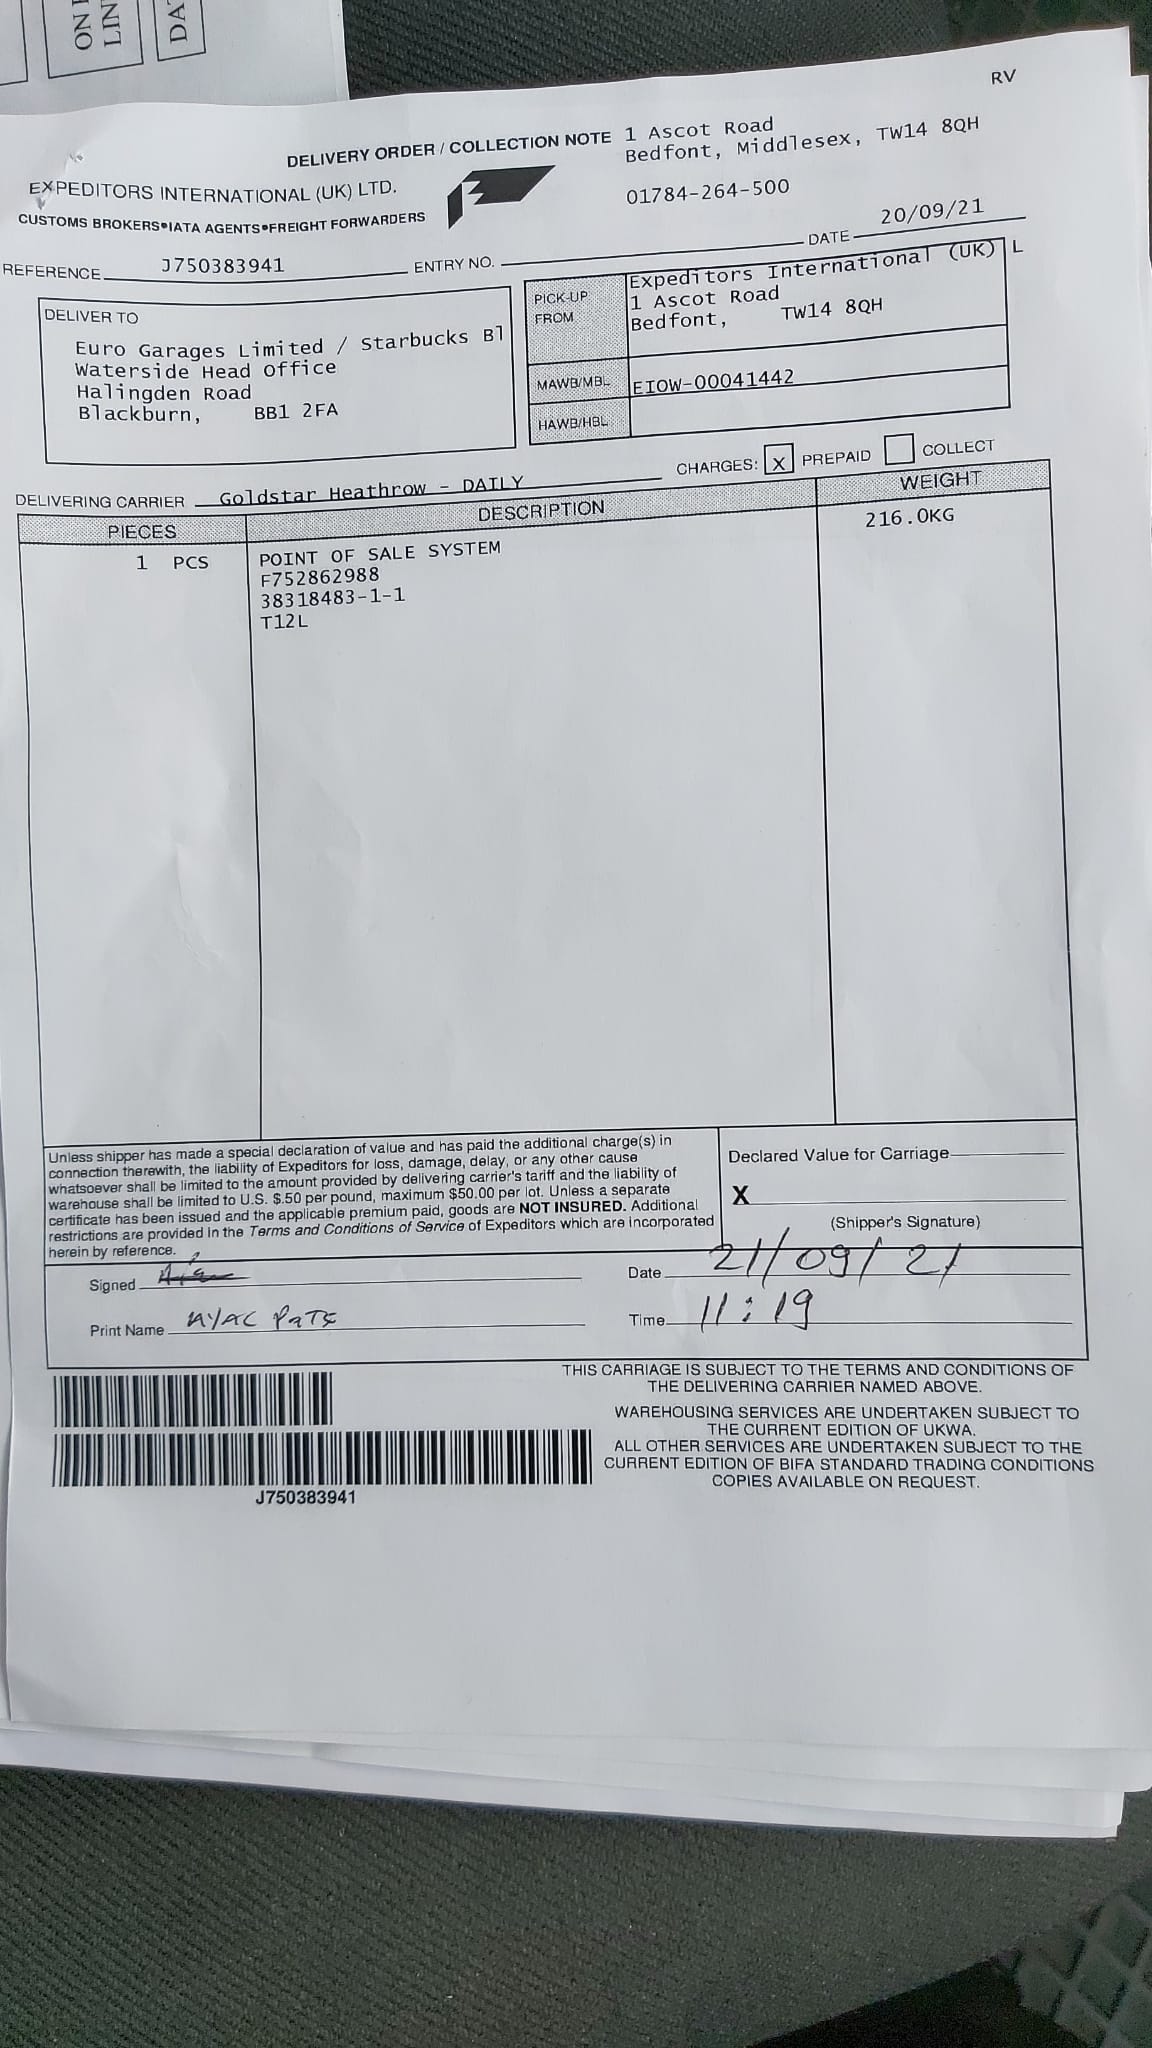 ON
LIN
DA
RV
DELIVERY ORDER / COLLECTION NOTE
1 Ascot Road
Bedfont, Middlesex, TW14 8QH
01784-264-500
EXPEDITORS INTERNATIONAL (UK) LTD.
CUSTOMS BROKERS•IATA AGENTS•FREIGHT FORWARDERS
DATE 20/09/21
REFERENCE J750383941 ENTRY NO.
DELIVER TO
Euro Garages Limited / Starbucks Bl
Waterside Head Office
Halingden Road
Blackburn, BB1 2FA
PICK-UP FROM
Expeditors International (UK) L
1 Ascot Road
Bedfont, TW14 8QH
MAWB/MBL EIOW-00041442
HAWB/HBL
CHARGES: X PREPAID COLLECT
DELIVERING CARRIER Goldstar Heathrow - DAILY
PIECES DESCRIPTION WEIGHT
1 PCS POINT OF SALE SYSTEM 216.0KG
F752862988
38318483-1-1
T12L
Unless shipper has made a special declaration of value and has paid the additional charge(s) in
connection therewith, the liability of Expeditors for loss, damage, delay, or any other cause
whatsoever shall be limited to the amount provided by delivering carrier's tariff and the liability of
warehouse shall be limited to U.S. $.50 per pound, maximum $50.00 per lot. Unless a separate
certificate has been issued and the applicable premium paid, goods are NOT INSURED. Additional
restrictions are provided in the Terms and Conditions of Service of Expeditors which are incorporated
herein by reference.
Declared Value for Carriage
X
(Shipper's Signature)
Signed
Date 21/09/21
Print Name
Time 11:19
THIS CARRIAGE IS SUBJECT TO THE TERMS AND CONDITIONS OF
THE DELIVERING CARRIER NAMED ABOVE.
WAREHOUSING SERVICES ARE UNDERTAKEN SUBJECT TO
THE CURRENT EDITION OF UKWA.
ALL OTHER SERVICES ARE UNDERTAKEN SUBJECT TO THE
CURRENT EDITION OF BIFA STANDARD TRADING CONDITIONS
COPIES AVAILABLE ON REQUEST.
J750383941